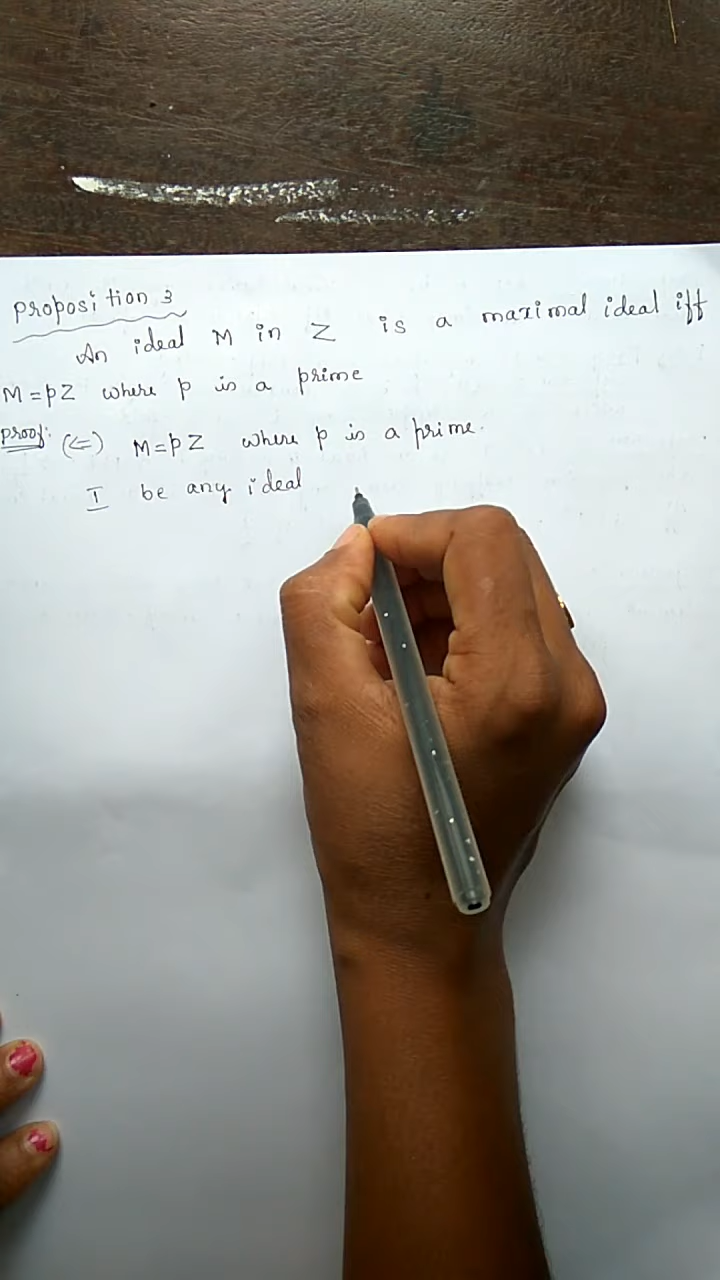 Proposition 3
An ideal M in Z is a maximal ideal iff
M = pZ where p is a prime
Proof: (⇐) M = pZ where p is a prime.
I be any ideal